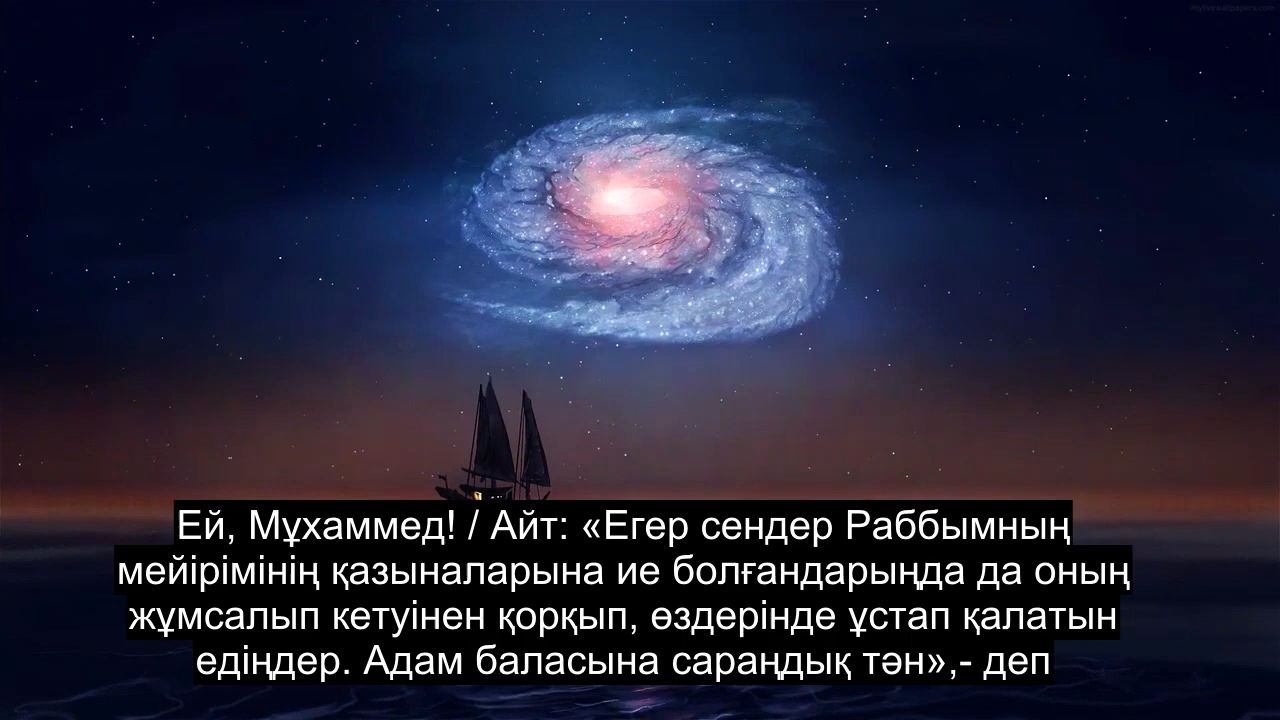 Ей, Мұхаммед! / Айт: «Егер сендер Раббымның
мейірімінің қазыналарына ие болғандарыңда да оның
жұмсалып кетуінен қорқып, өздерінде ұстап қалатын
едіңдер. Адам баласына сараңдық тән»,- деп